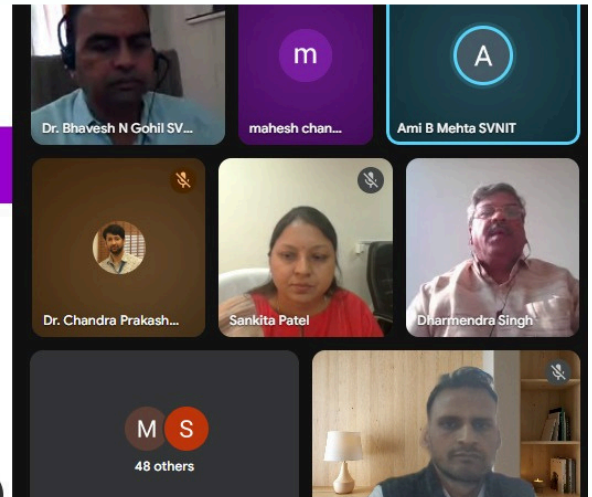 Dr. Bhavesh N Gohil SV...
m
mahesh chan...
A
Ami B Mehta SVNIT
Dr. Chandra Prakash...
Sankita Patel
Dharmendra Singh
M S
48 others